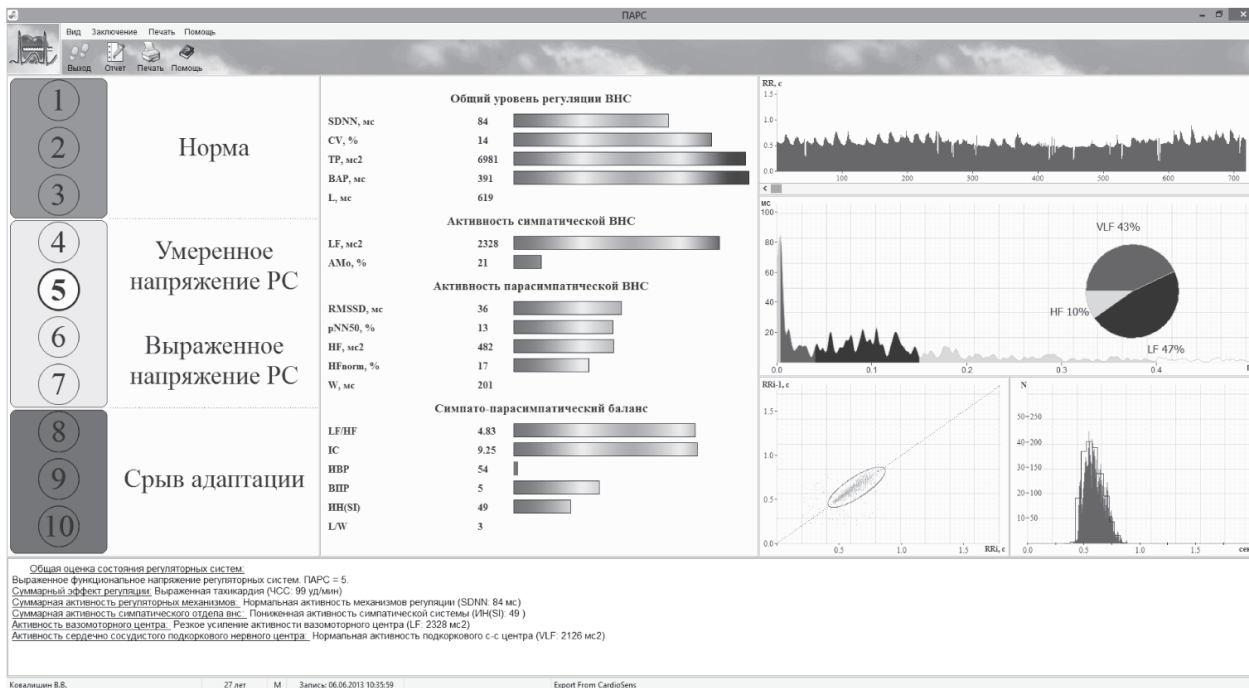 ПАРС
Вид Заключение Печать Помощь
Выход Отчет Печать Помощь
1
2
3
4
5
6
7
8
9
10
Норма
Умеренное
напряжение РС
Выраженное
напряжение РС
Срыв адаптации
Общий уровень регуляции ВНС
SDNN, мс 84
CV, % 14
TP, мс2 6981
ВАР, мс 391
L, мс 619
Активность симпатической ВНС
LF, мс2 2328
АМо, % 21
Активность парасимпатической ВНС
RMSSD, мс 36
pNN50, % 13
HF, мс2 482
HFnorm, % 17
W, мс 201
Симпато-парасимпатический баланс
LF/HF 4.83
IC 9.25
ИВР 54
ВПР 5
ИН(SI) 49
L/W 3
RR, с
1.5
1.0
0.5
0.0
100 200 300 400 500 600 700
мс
100
80
60
40
20
0.0 0.1 0.2 0.3 0.4
VLF 43%
HF 10%
LF 47%
RRi-1, с
1.5
1.0
0.5
0.0
0.5 1.0 1.5 RRi, с
N
50÷250
40÷200
30÷150
20÷100
10÷50
0.0 0.5 1.0 1.5 сек
Общая оценка состояния регуляторных систем:
Выраженное функциональное напряжение регуляторных систем. ПАРС = 5.
Суммарный эффект регуляции: Выраженная тахикардия (ЧСС: 99 уд/мин)
Суммарная активность регуляторных механизмов: Нормальная активность механизмов регуляции (SDNN: 84 мс)
Суммарная активность симпатического отдела внс: Пониженная активность симпатической системы (ИН(SI): 49 )
Активность вазомоторного центра: Резкое усиление активности вазомоторного центра (LF: 2328 мс2)
Активность сердечно сосудистого подкоркового нервного центра: Нормальная активность подкоркового с-с центра (VLF: 2126 мс2)
Ковалишин В.В. 27 лет М Запись: 06.06.2013 10:35:59 Export From CardioSens